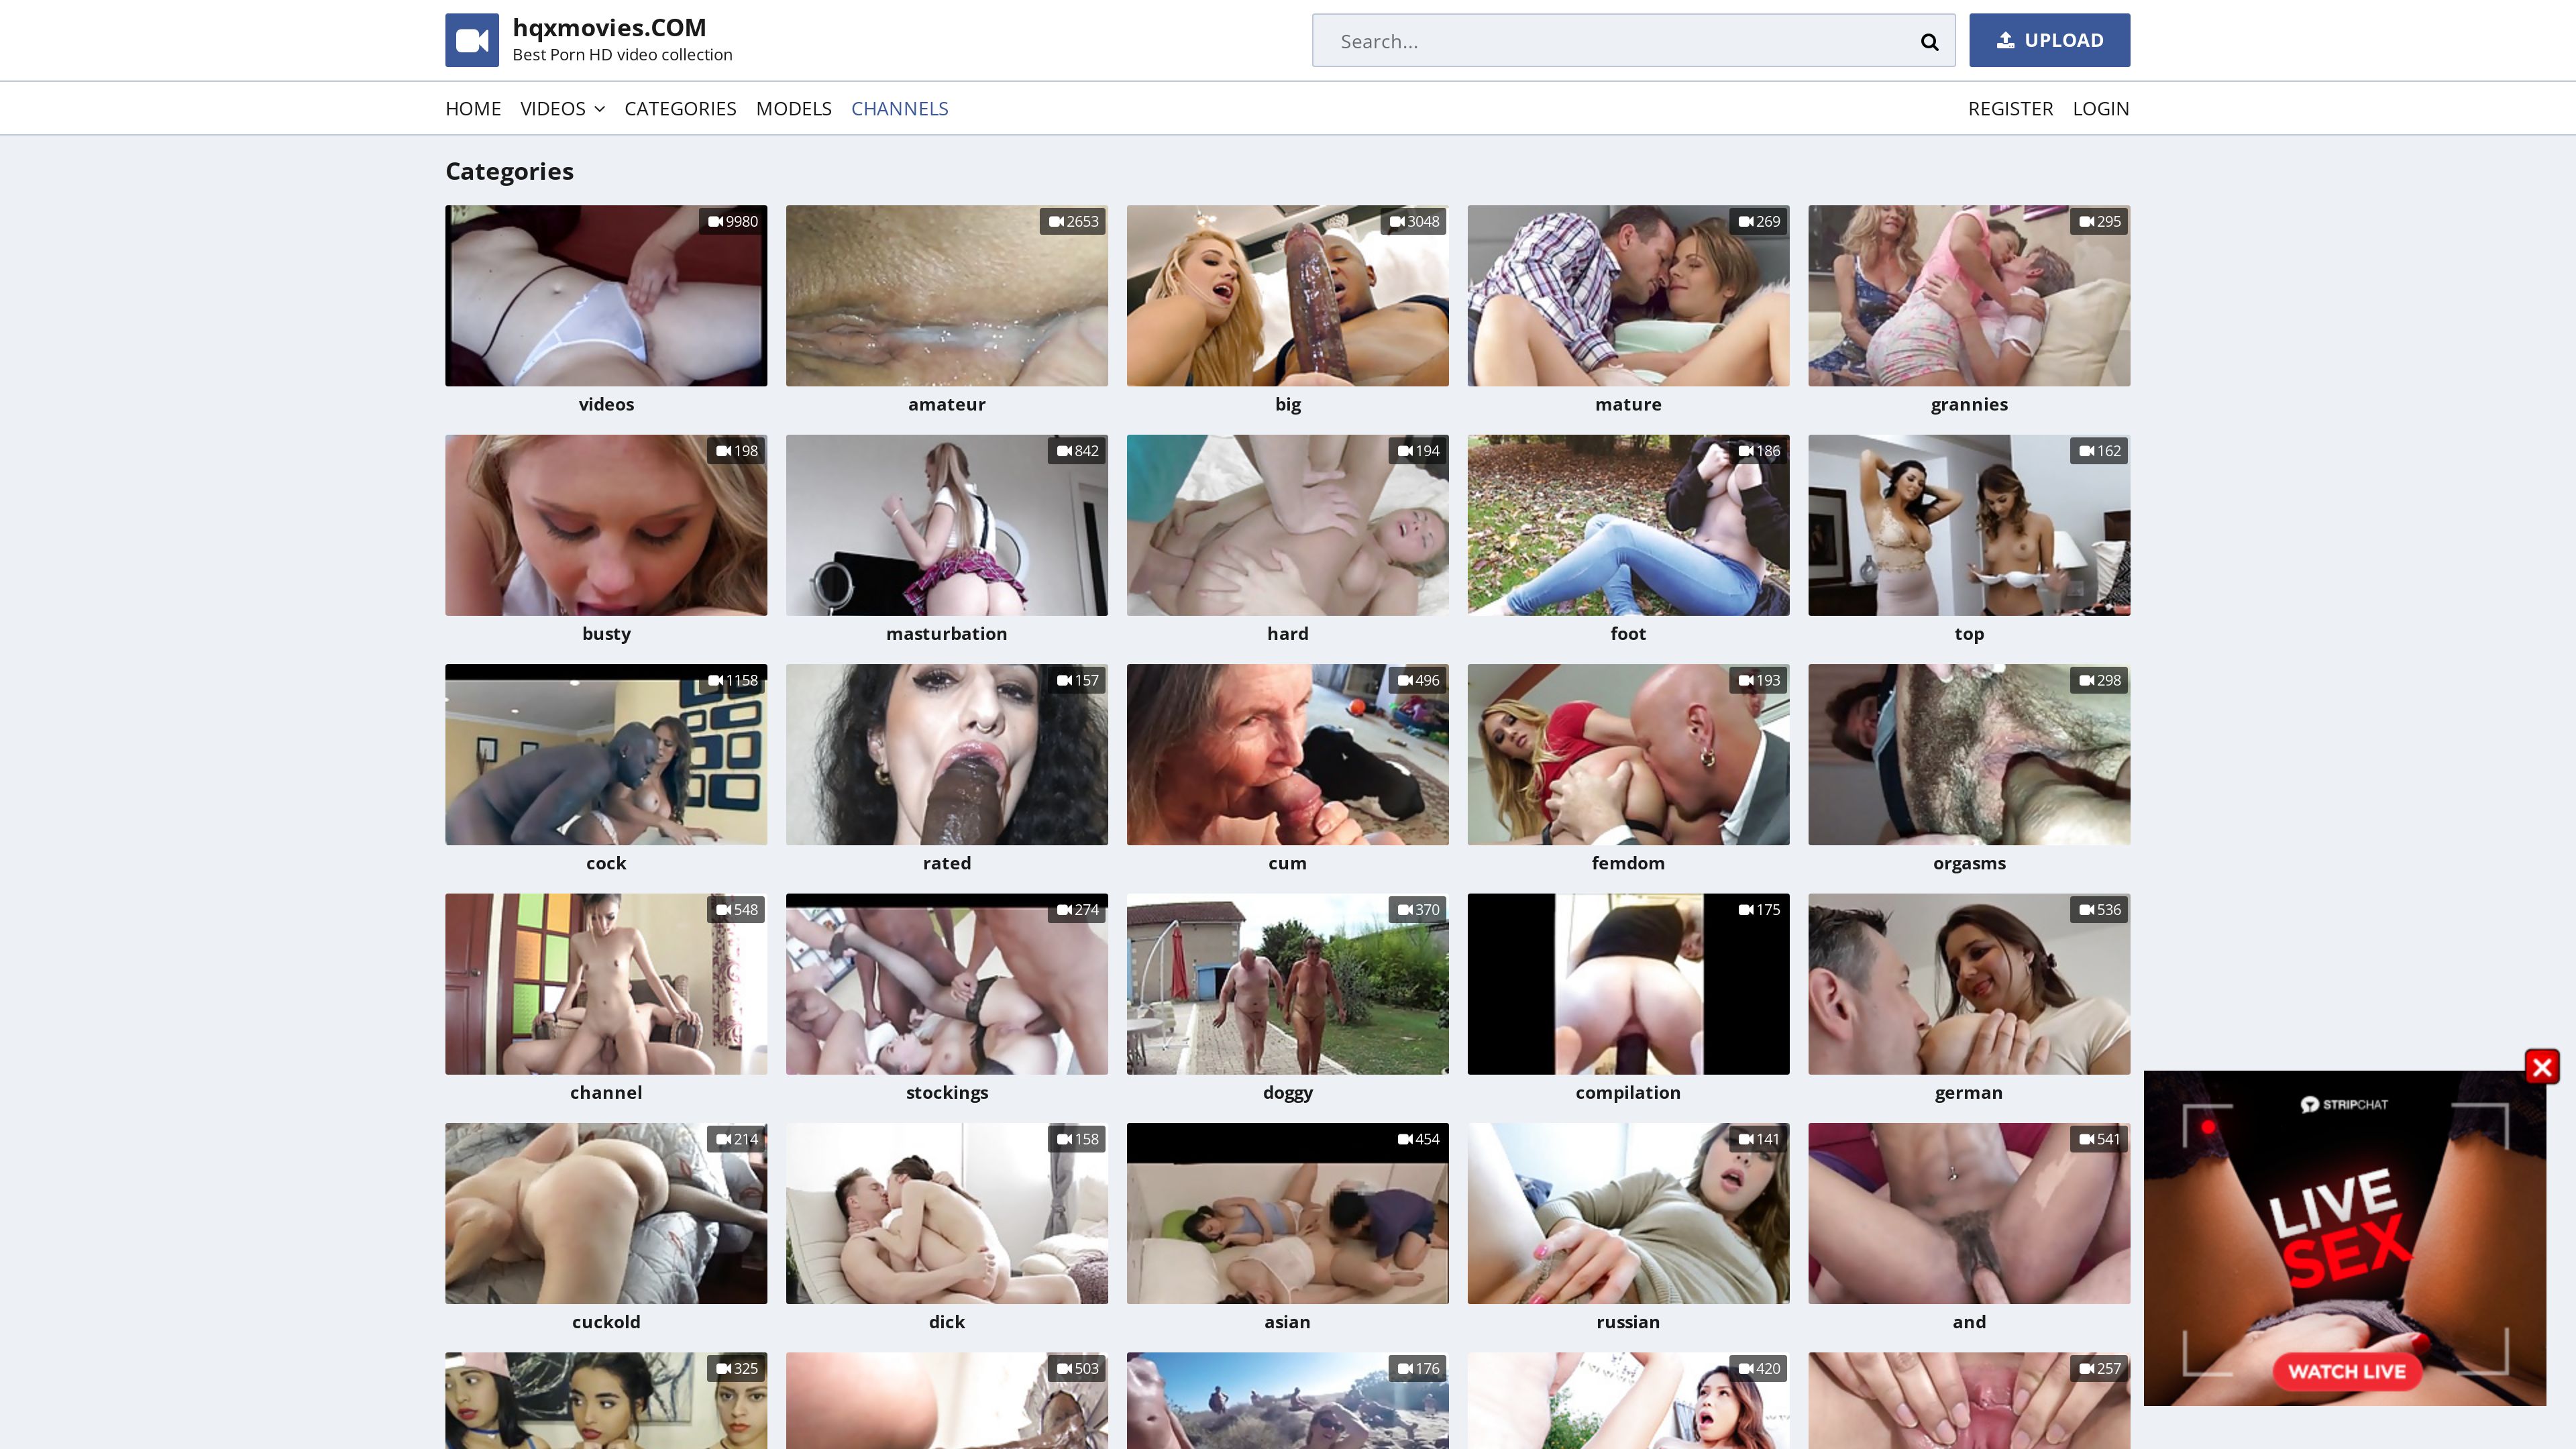 hqxmovies.COM
Best Porn HD video collection
Search...
UPLOAD
HOME VIDEOS CATEGORIES MODELS CHANNELS REGISTER LOGIN
Categories
9980 2653 3048 269 295
videos amateur big mature grannies
198 842 194 186 162
busty masturbation hard foot top
1158 157 496 193 298
cock rated cum femdom orgasms
548 274 370 175 536
channel stockings doggy compilation german
214 158 454 141 541
cuckold dick asian russian and
325 503 176 420 257
STRIPCHAT
LIVE
SEX
WATCH LIVE